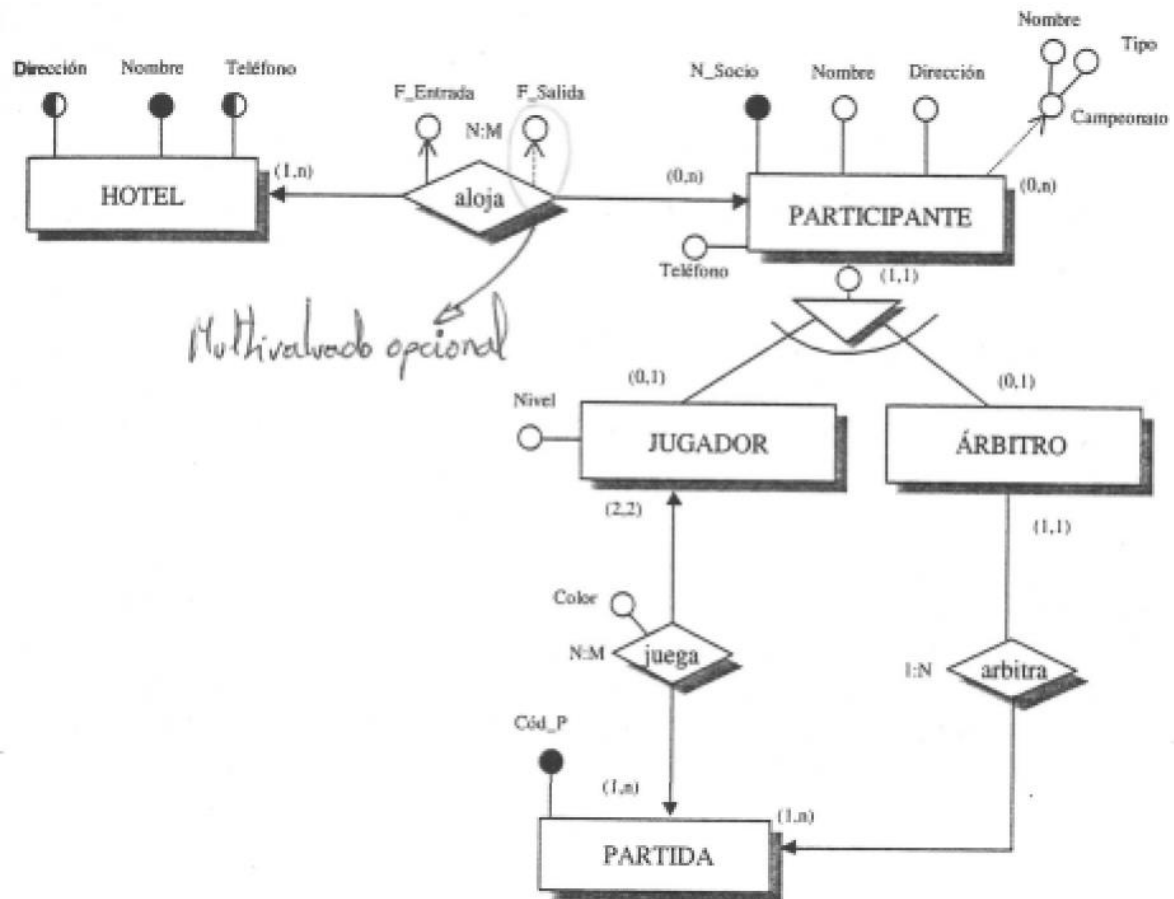 Nombre
Tipo
Dirección Nombre Teléfono
F_Entrada F_Salida
N_Socio Nombre Dirección
Campeonato
N:M
(1,n)
(0,n)
(0,n)
HOTEL
aloja
PARTICIPANTE
Teléfono
(1,1)
Multivalvado opcional
(0,1)
(0,1)
Nivel
JUGADOR
ÁRBITRO
(2,2)
(1,1)
Color
N:M
juega
1:N
arbitra
Cód_P
(1,n)
(1,n)
PARTIDA